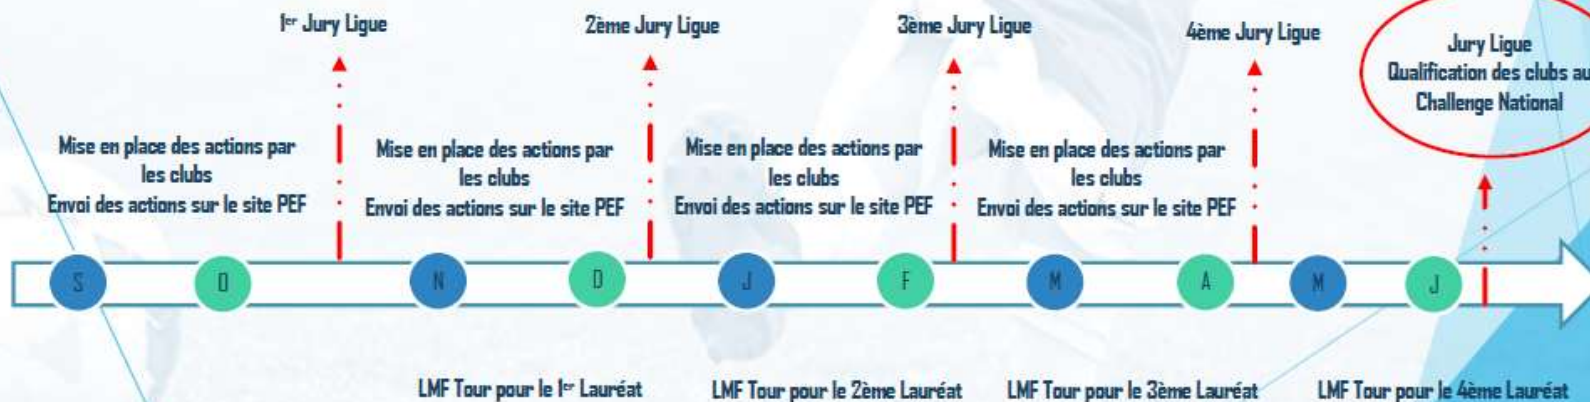 1er Jury Ligue
2ème Jury Ligue
3ème Jury Ligue
4ème Jury Ligue
Jury Ligue
Qualification des clubs au
Challenge National
Mise en place des actions par
les clubs
Envoi des actions sur le site PEF
Mise en place des actions par
les clubs
Envoi des actions sur le site PEF
Mise en place des actions par
les clubs
Envoi des actions sur le site PEF
Mise en place des actions par
les clubs
Envoi des actions sur le site PEF
S
O
N
D
J
F
M
A
M
J
LMF Tour pour le 1er Lauréat
LMF Tour pour le 2ème Lauréat
LMF Tour pour le 3ème Lauréat
LMF Tour pour le 4ème Lauréat